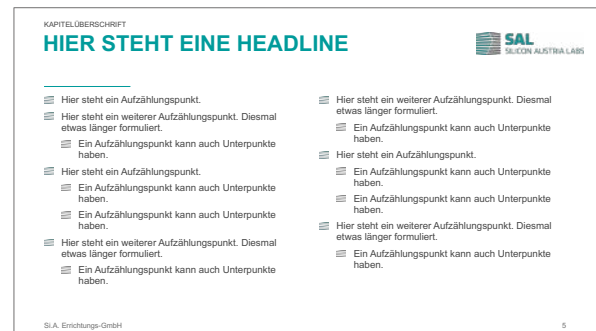 KAPITELÜBERSCHRIFT
HIER STEHT EINE HEADLINE
SAL
SILICON AUSTRIA LABS
Hier steht ein Aufzählungspunkt.
Hier steht ein weiterer Aufzählungspunkt. Diesmal
etwas länger formuliert.
Ein Aufzählungspunkt kann auch Unterpunkte
haben.
Hier steht ein Aufzählungspunkt.
Ein Aufzählungspunkt kann auch Unterpunkte
haben.
Ein Aufzählungspunkt kann auch Unterpunkte
haben.
Hier steht ein weiterer Aufzählungspunkt. Diesmal
etwas länger formuliert.
Ein Aufzählungspunkt kann auch Unterpunkte
haben.
Hier steht ein weiterer Aufzählungspunkt. Diesmal
etwas länger formuliert.
Ein Aufzählungspunkt kann auch Unterpunkte
haben.
Hier steht ein Aufzählungspunkt.
Ein Aufzählungspunkt kann auch Unterpunkte
haben.
Ein Aufzählungspunkt kann auch Unterpunkte
haben.
Hier steht ein weiterer Aufzählungspunkt. Diesmal
etwas länger formuliert.
Ein Aufzählungspunkt kann auch Unterpunkte
haben.
Si.A. Errichtungs-GmbH
5